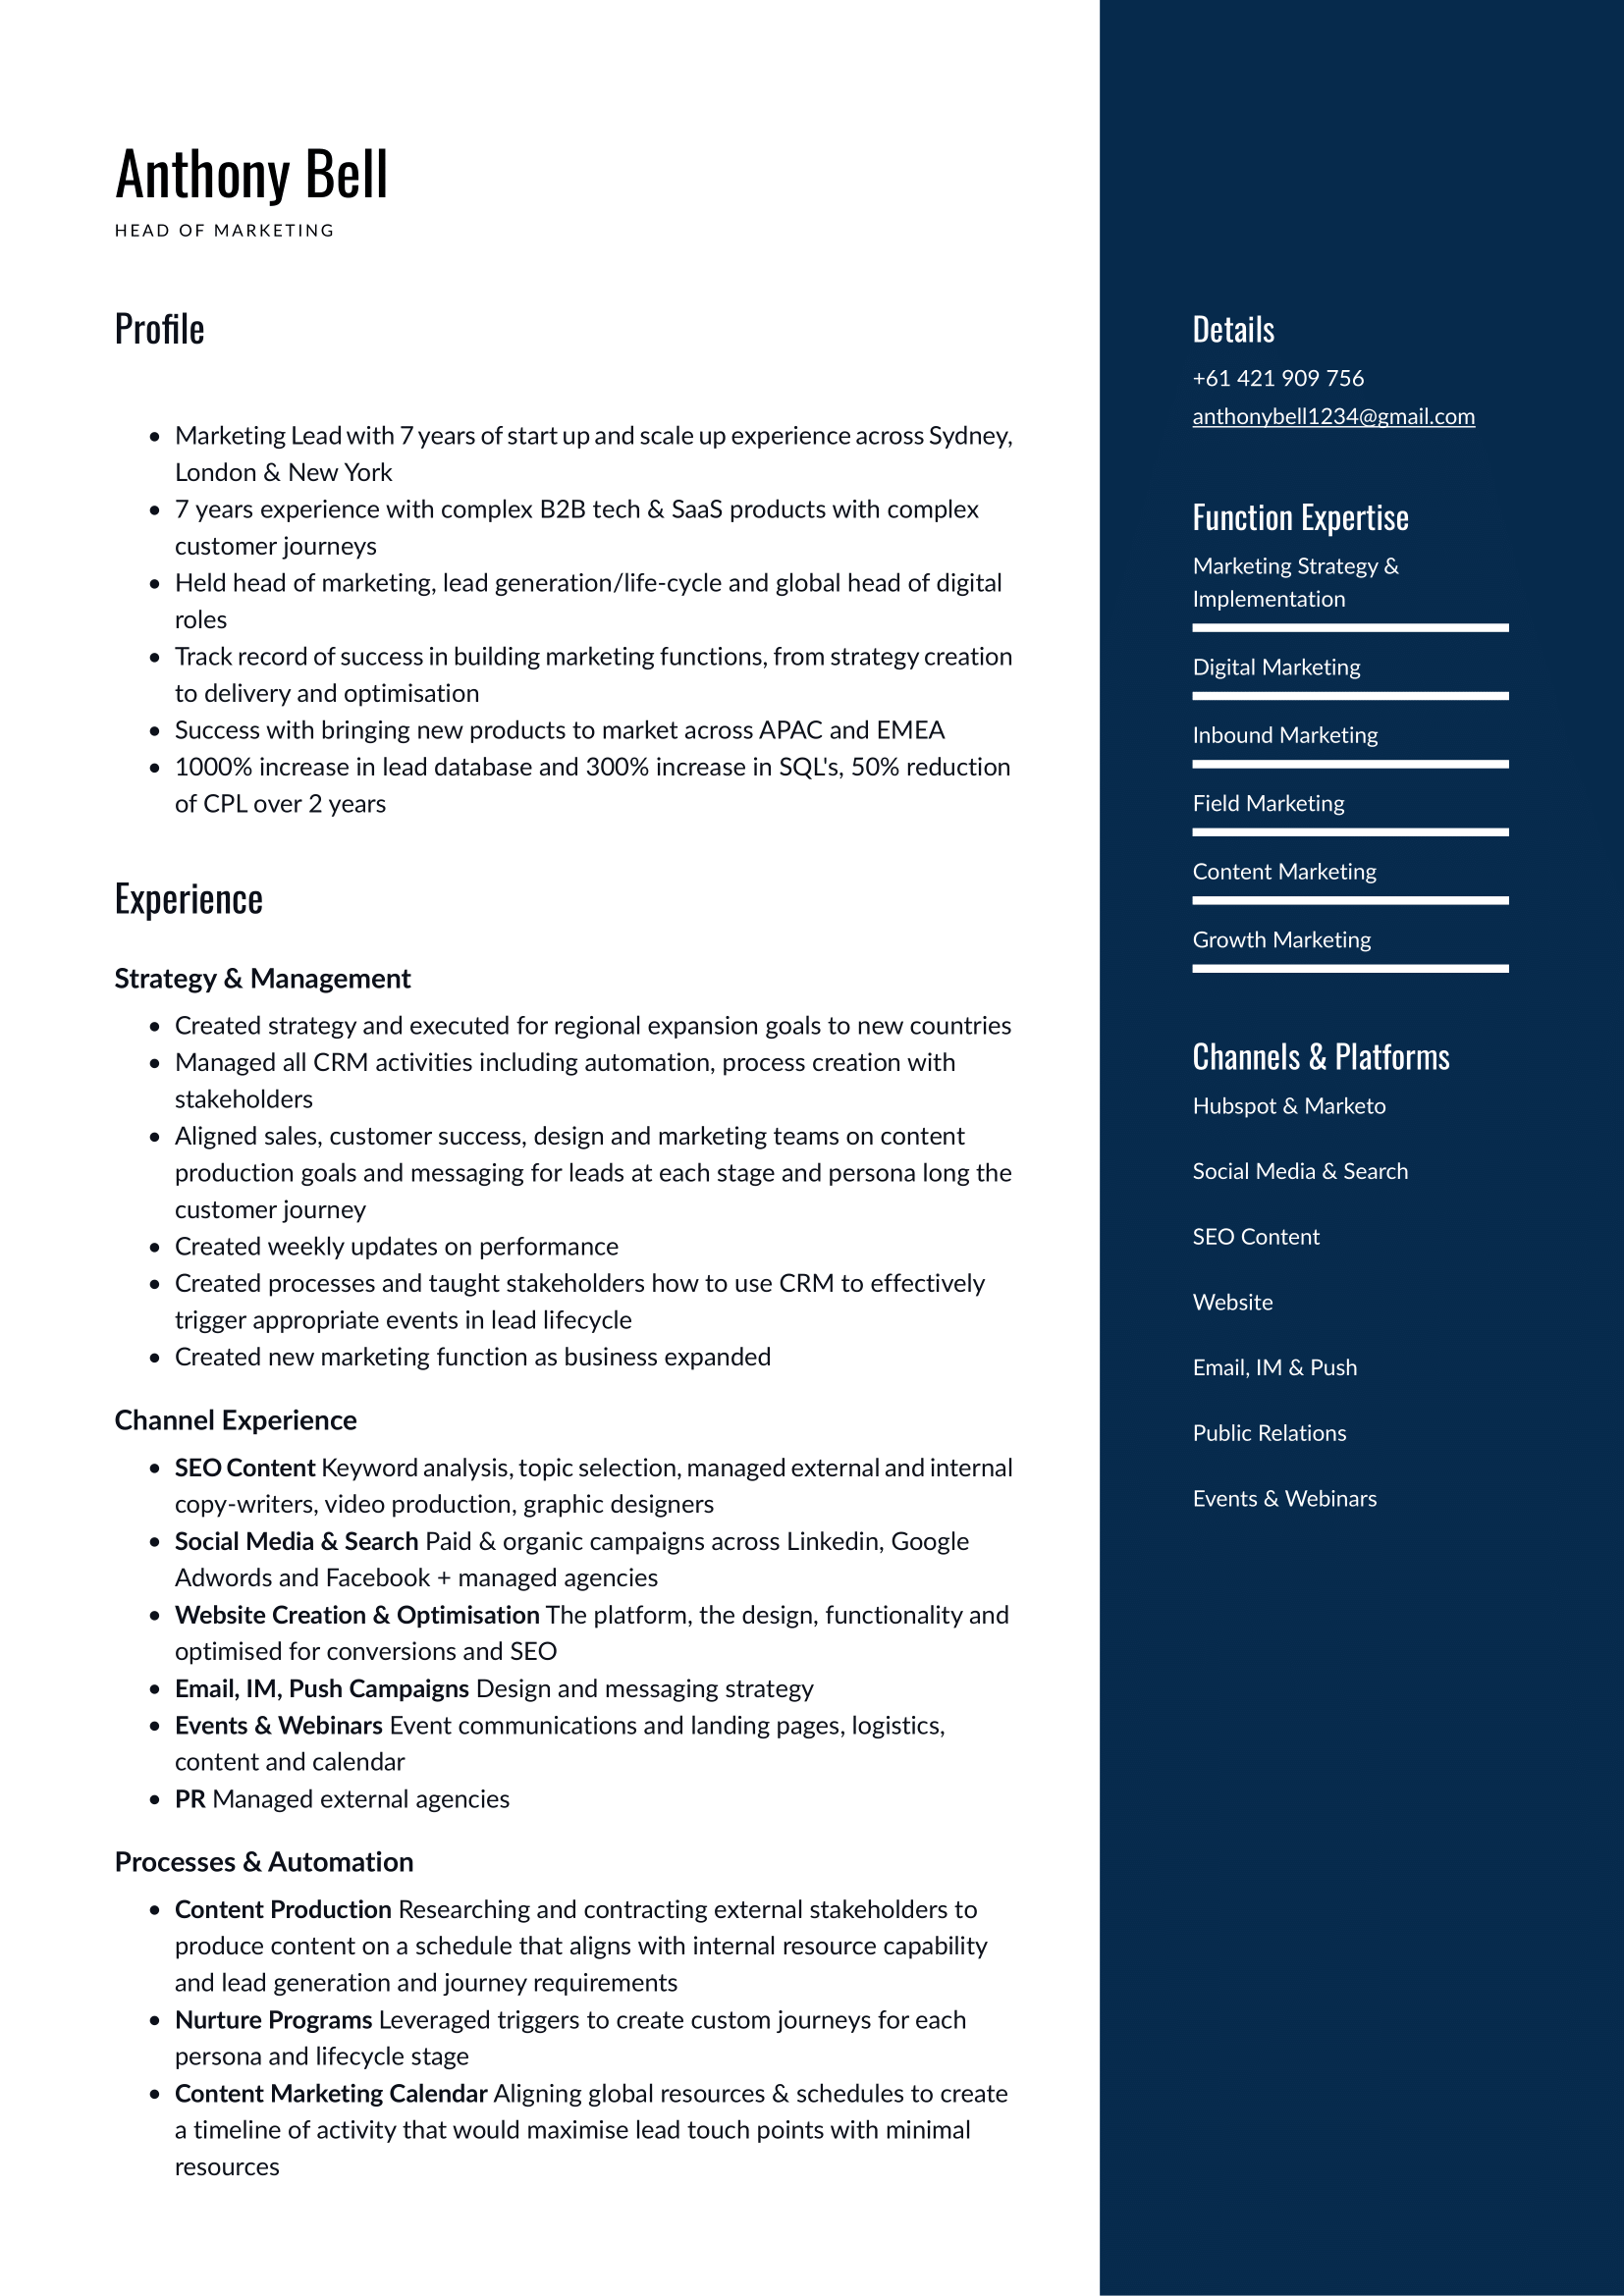 Anthony Bell
HEAD OF MARKETING
Profile
Marketing Lead with 7 years of start up and scale up experience across Sydney,
London & New York
7 years experience with complex B2B tech & SaaS products with complex
customer journeys
Held head of marketing, lead generation/life-cycle and global head of digital
roles
Track record of success in building marketing functions, from strategy creation
to delivery and optimisation
Success with bringing new products to market across APAC and EMEA
1000% increase in lead database and 300% increase in SQL's, 50% reduction
of CPL over 2 years
Experience
Strategy & Management
Created strategy and executed for regional expansion goals to new countries
Managed all CRM activities including automation, process creation with
stakeholders
Aligned sales, customer success, design and marketing teams on content
production goals and messaging for leads at each stage and persona long the
customer journey
Created weekly updates on performance
Created processes and taught stakeholders how to use CRM to effectively
trigger appropriate events in lead lifecycle
Created new marketing function as business expanded
Channel Experience
SEO Content Keyword analysis, topic selection, managed external and internal
copy-writers, video production, graphic designers
Social Media & Search Paid & organic campaigns across Linkedin, Google
Adwords and Facebook + managed agencies
Website Creation & Optimisation The platform, the design, functionality and
optimised for conversions and SEO
Email, IM, Push Campaigns Design and messaging strategy
Events & Webinars Event communications and landing pages, logistics,
content and calendar
PR Managed external agencies
Processes & Automation
Content Production Researching and contracting external stakeholders to
produce content on a schedule that aligns with internal resource capability
and lead generation and journey requirements
Nurture Programs Leveraged triggers to create custom journeys for each
persona and lifecycle stage
Content Marketing Calendar Aligning global resources & schedules to create
a timeline of activity that would maximise lead touch points with minimal
resources
Details
+61 421 909 756
anthonybell1234@gmail.com
Function Expertise
Marketing Strategy &
Implementation
Digital Marketing
Inbound Marketing
Field Marketing
Content Marketing
Growth Marketing
Channels & Platforms
Hubspot & Marketo
Social Media & Search
SEO Content
Website
Email, IM & Push
Public Relations
Events & Webinars